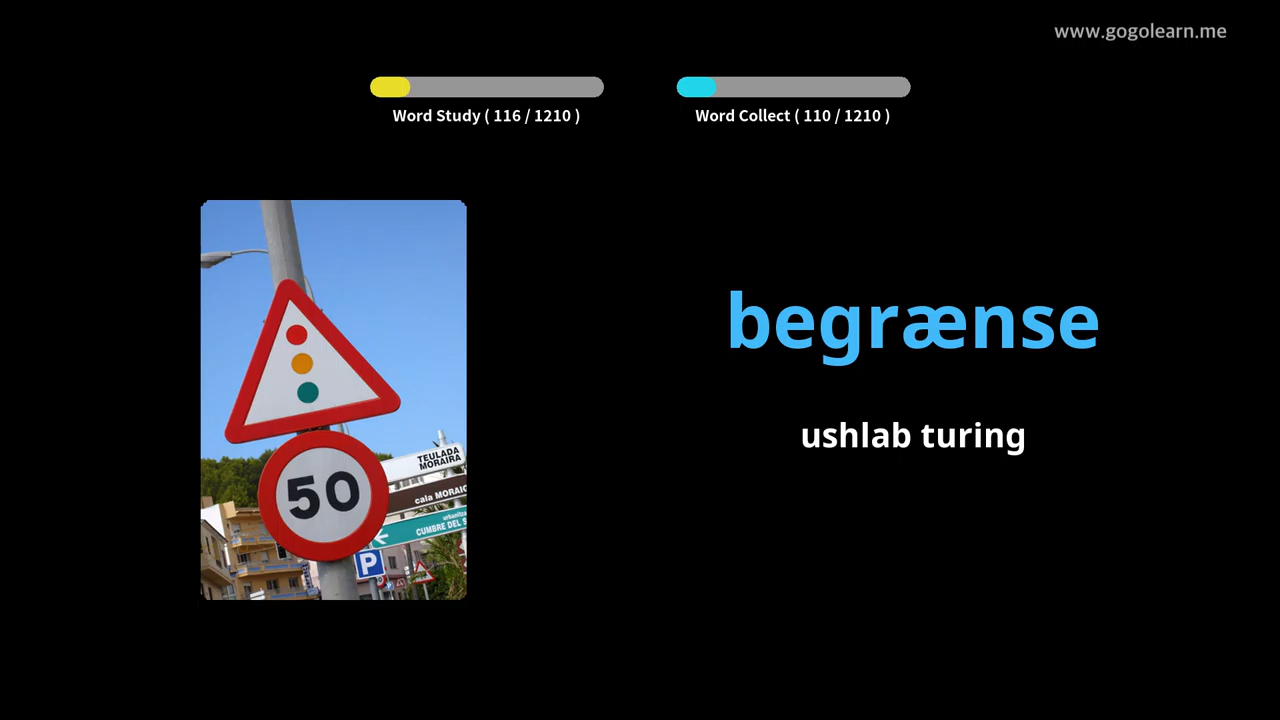 www.gogolearn.me
Word Study ( 116 / 1210 )
Word Collect ( 110 / 1210 )
begrænse
ushlab turing
50
TEULADA
MORAIRA
cala MORAIG
CUMBRE DEL S
P